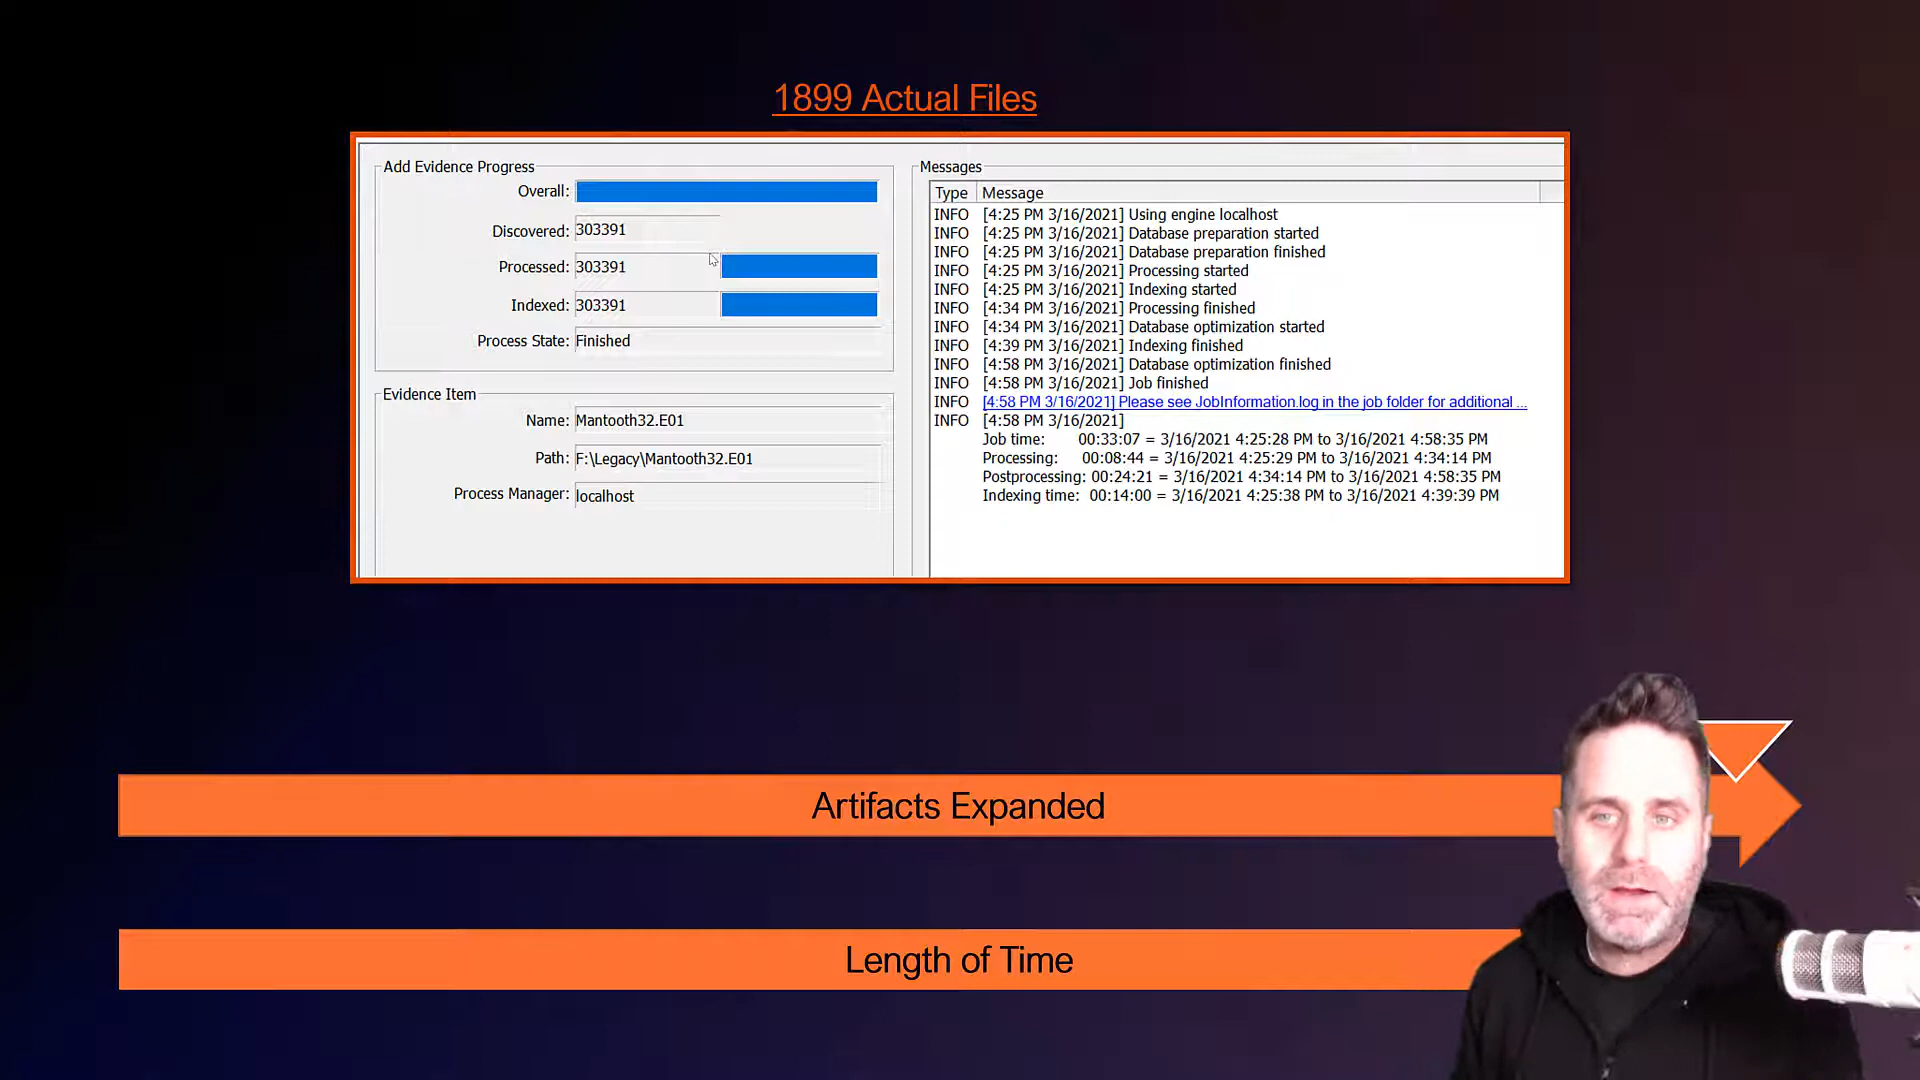 1899 Actual Files
Add Evidence Progress
Overall:
Discovered: 303391
Processed: 303391
Indexed: 303391
Process State: Finished
Evidence Item
Name: Mantooth32.E01
Path: F:\Legacy\Mantooth32.E01
Process Manager: localhost
Messages
Type Message
INFO [4:25 PM 3/16/2021] Using engine localhost
INFO [4:25 PM 3/16/2021] Database preparation started
INFO [4:25 PM 3/16/2021] Database preparation finished
INFO [4:25 PM 3/16/2021] Processing started
INFO [4:25 PM 3/16/2021] Indexing started
INFO [4:34 PM 3/16/2021] Processing finished
INFO [4:34 PM 3/16/2021] Database optimization started
INFO [4:39 PM 3/16/2021] Indexing finished
INFO [4:58 PM 3/16/2021] Database optimization finished
INFO [4:58 PM 3/16/2021] Job finished
INFO [4:58 PM 3/16/2021] Please see JobInformation.log in the job folder for additional ...
INFO [4:58 PM 3/16/2021]
Job time: 00:33:07 = 3/16/2021 4:25:28 PM to 3/16/2021 4:58:35 PM
Processing: 00:08:44 = 3/16/2021 4:25:29 PM to 3/16/2021 4:34:14 PM
Postprocessing: 00:24:21 = 3/16/2021 4:34:14 PM to 3/16/2021 4:58:35 PM
Indexing time: 00:14:00 = 3/16/2021 4:25:38 PM to 3/16/2021 4:39:39 PM
Artifacts Expanded
Length of Time